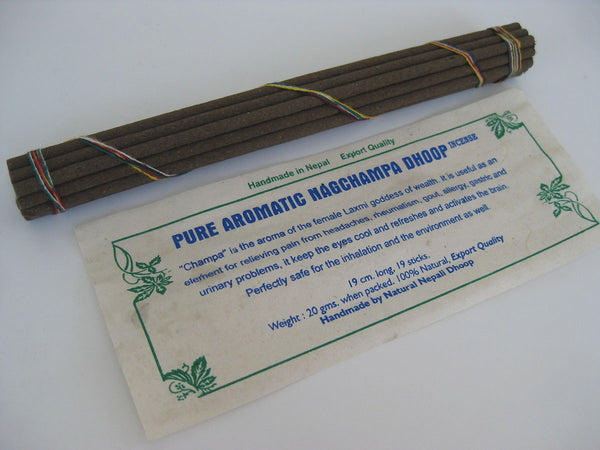 Handmade in Nepal Export Quality
PURE AROMATIC NAGCHAMPA DHOOP INCENSE
"Champa" is the aroma of the female Laxmi goddess of wealth. It is useful as an
element for relieving pain from headaches, rheumatism, gout, allergy, gastric and
urinary problems, it keep the eyes cool and refreshes and activates the brain.
Perfectly safe for the inhalation and the environment as well.
19 cm. long, 19 sticks.
Weight : 20 gms. when packed. 100% Natural, Export Quality
Handmade by Natural Nepali Dhoop